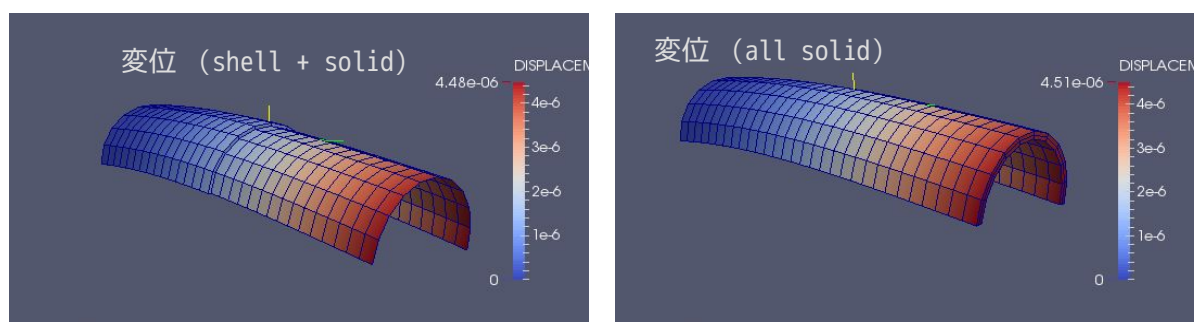 変位 (shell + solid)
DISPLACEM
4.48e-06
4e-6
3e-6
2e-6
1e-6
0
変位 (all solid)
DISPLACEM
4.51e-06
4e-6
3e-6
2e-6
1e-6
0